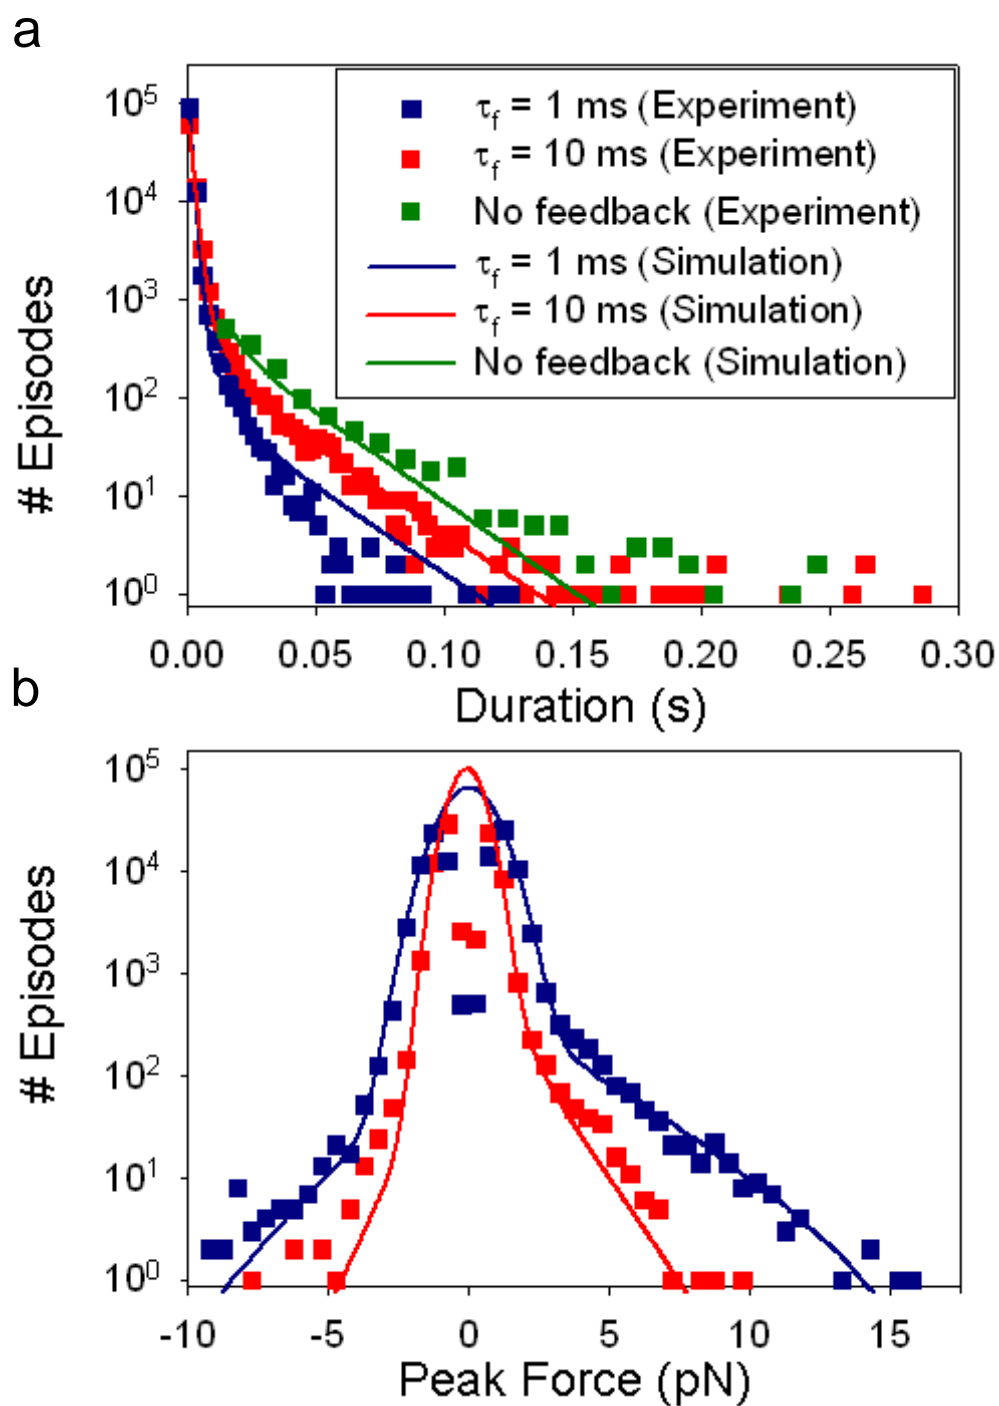 a
10⁵
10⁴
10³
10²
10¹
10⁰
# Episodes
τf = 1 ms (Experiment)
τf = 10 ms (Experiment)
No feedback (Experiment)
τf = 1 ms (Simulation)
τf = 10 ms (Simulation)
No feedback (Simulation)
0.00 0.05 0.10 0.15 0.20 0.25 0.30
Duration (s)
b
10⁵
10⁴
10³
10²
10¹
10⁰
# Episodes
-10 -5 0 5 10 15
Peak Force (pN)